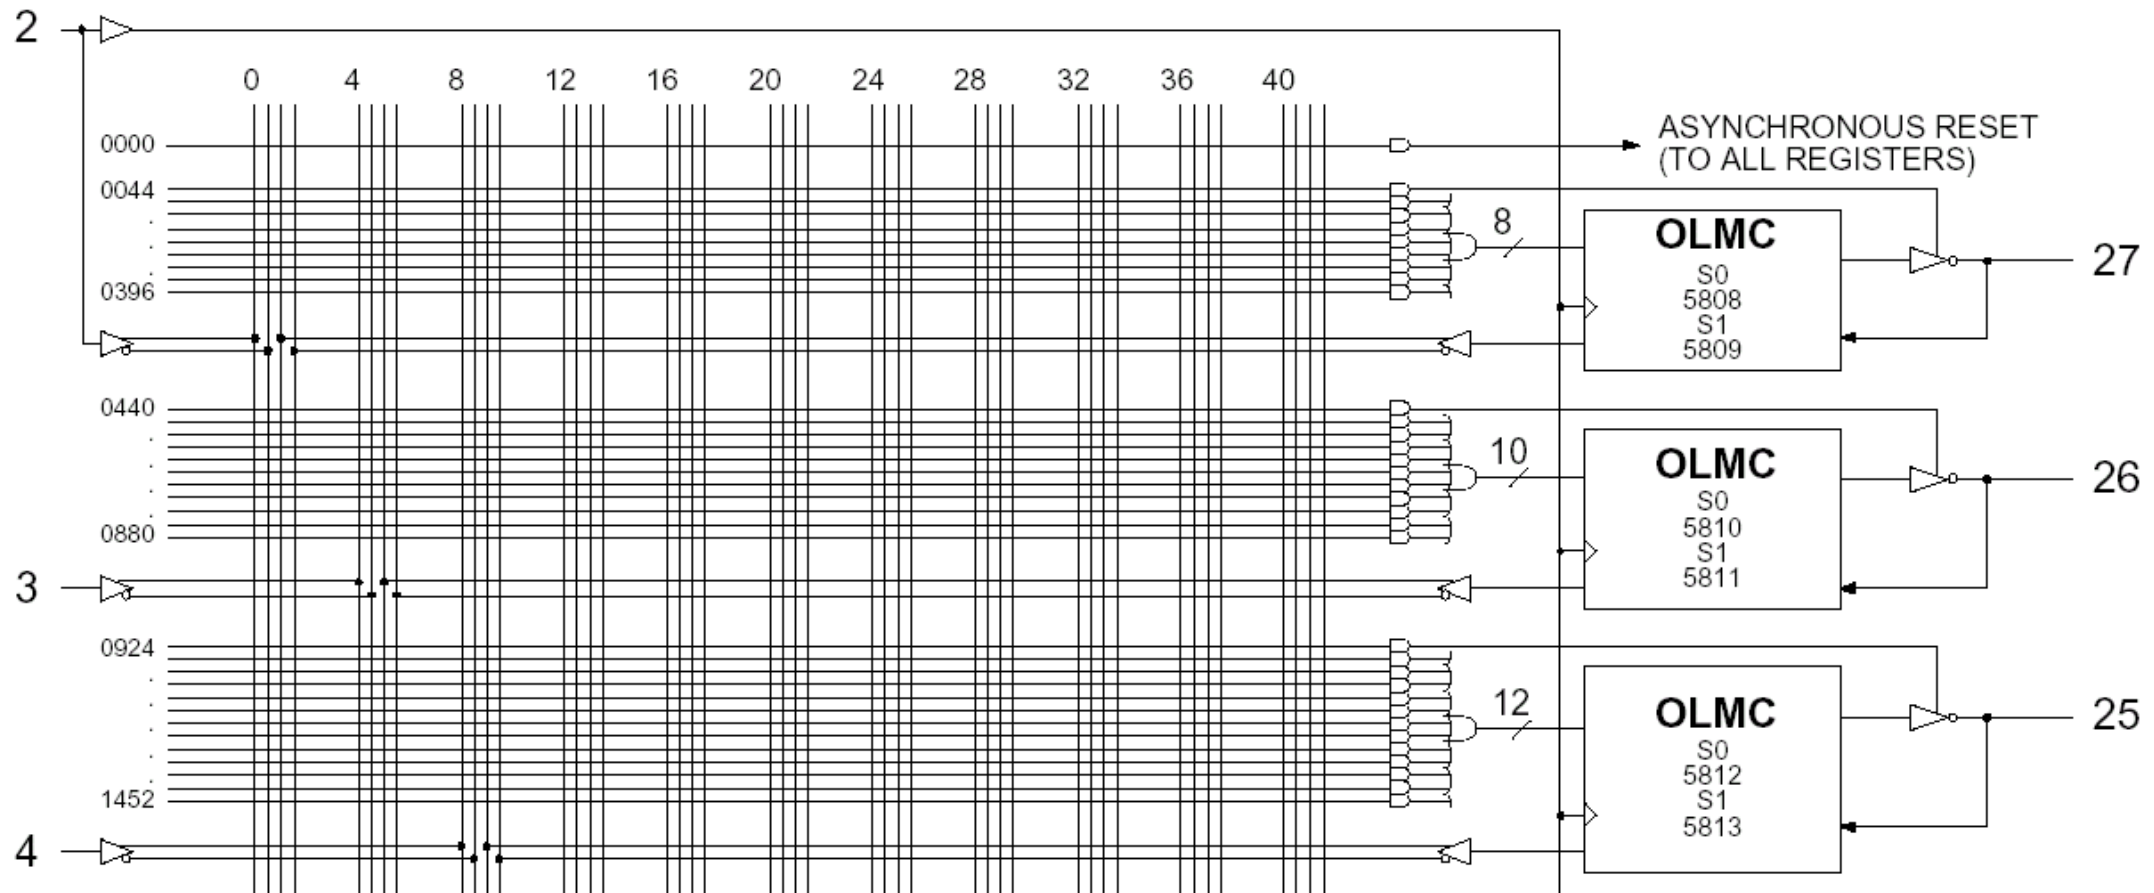 2
0 4 8 12 16 20 24 28 32 36 40
0000
ASYNCHRONOUS RESET
(TO ALL REGISTERS)
0044
.
.
.
0396
8
OLMC
S0
5808
S1
5809
27
0440
.
.
.
.
0880
10
OLMC
S0
5810
S1
5811
26
3
0924
.
.
.
.
.
1452
12
OLMC
S0
5812
S1
5813
25
4